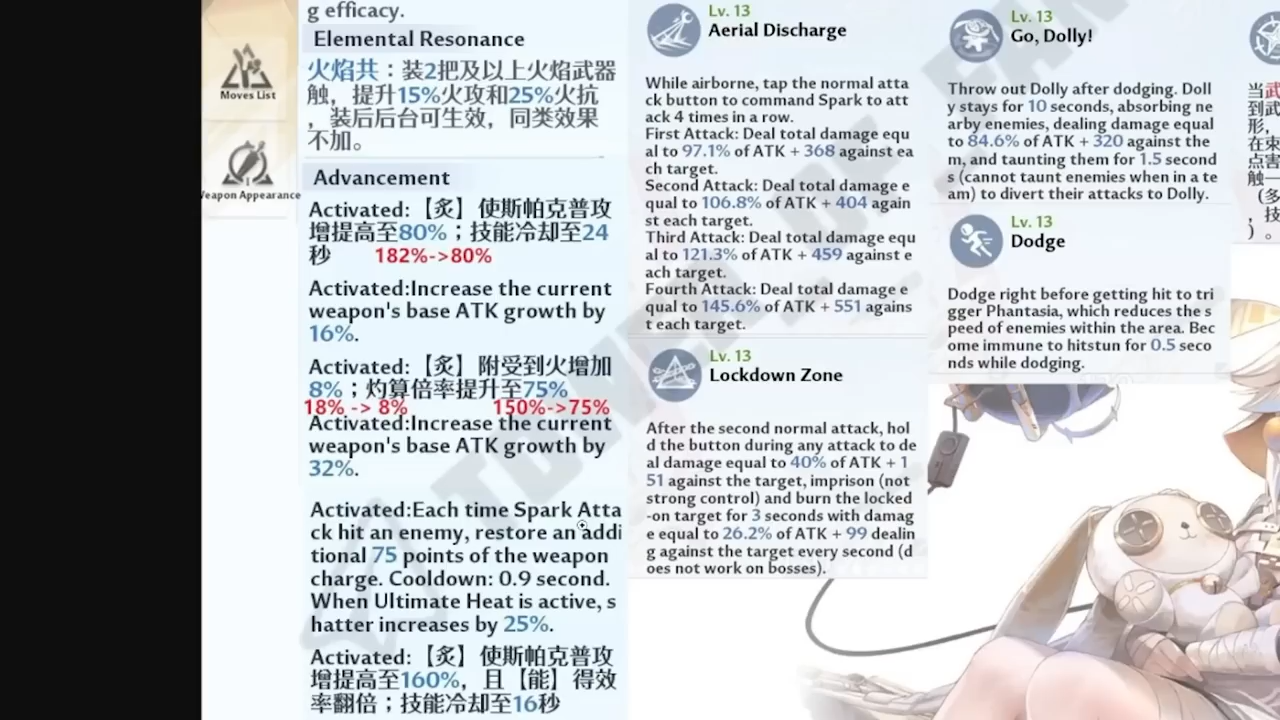 Moves List
Weapon Appearance
g efficacy.
Elemental Resonance
火焰共：装2把及以上火焰武器
触，提升15%火攻和25%火抗
，装后后台可生效，同类效果
不加。
Advancement
Activated:【炙】使斯帕克普攻
增提高至80%；技能冷却至24
秒
182%->80%
Activated:Increase the current
weapon's base ATK growth by
16%.
Activated:【炙】附受到火增加
8%；灼算倍率提升至75%
18% -> 8%
150%->75%
Activated:Increase the current
weapon's base ATK growth by
32%.
Activated:Each time Spark Atta
ck hit an enemy, restore an addi
tional 75 points of the weapon
charge. Cooldown: 0.9 second.
When Ultimate Heat is active, s
hatter increases by 25%.
Activated:【炙】使斯帕克普攻
增提高至160%，且【能】得效
率翻倍；技能冷却至16秒
Lv. 13
Aerial Discharge
While airborne, tap the normal atta
ck button to command Spark to att
ack 4 times in a row.
First Attack: Deal total damage equ
al to 97.1% of ATK + 368 against ea
ch target.
Second Attack: Deal total damage e
qual to 106.8% of ATK + 404 again
st each target.
Third Attack: Deal total damage equ
al to 121.3% of ATK + 459 against e
ach target.
Fourth Attack: Deal total damage e
qual to 145.6% of ATK + 551 agains
t each target.
Lv. 13
Lockdown Zone
After the second normal attack, hol
d the button during any attack to de
al damage equal to 40% of ATK + 1
51 against the target, imprison (not
strong control) and burn the locked
-on target for 3 seconds with damag
e equal to 26.2% of ATK + 99 dealin
g against the target every second (d
oes not work on bosses).
Lv. 13
Go, Dolly!
Throw out Dolly after dodging. Doll
y stays for 10 seconds, absorbing ne
arby enemies, dealing damage equal
to 84.6% of ATK + 320 against the
m, and taunting them for 1.5 second
s (cannot taunt enemies when in a te
am) to divert their attacks to Dolly.
Lv. 13
Dodge
Dodge right before getting hit to tri
gger Phantasia, which reduces the s
peed of enemies within the area. Bec
ome immune to hitstun for 0.5 seco
nds while dodging.
当武
到武
形，
在束
点害
触一
（多
，技
）。